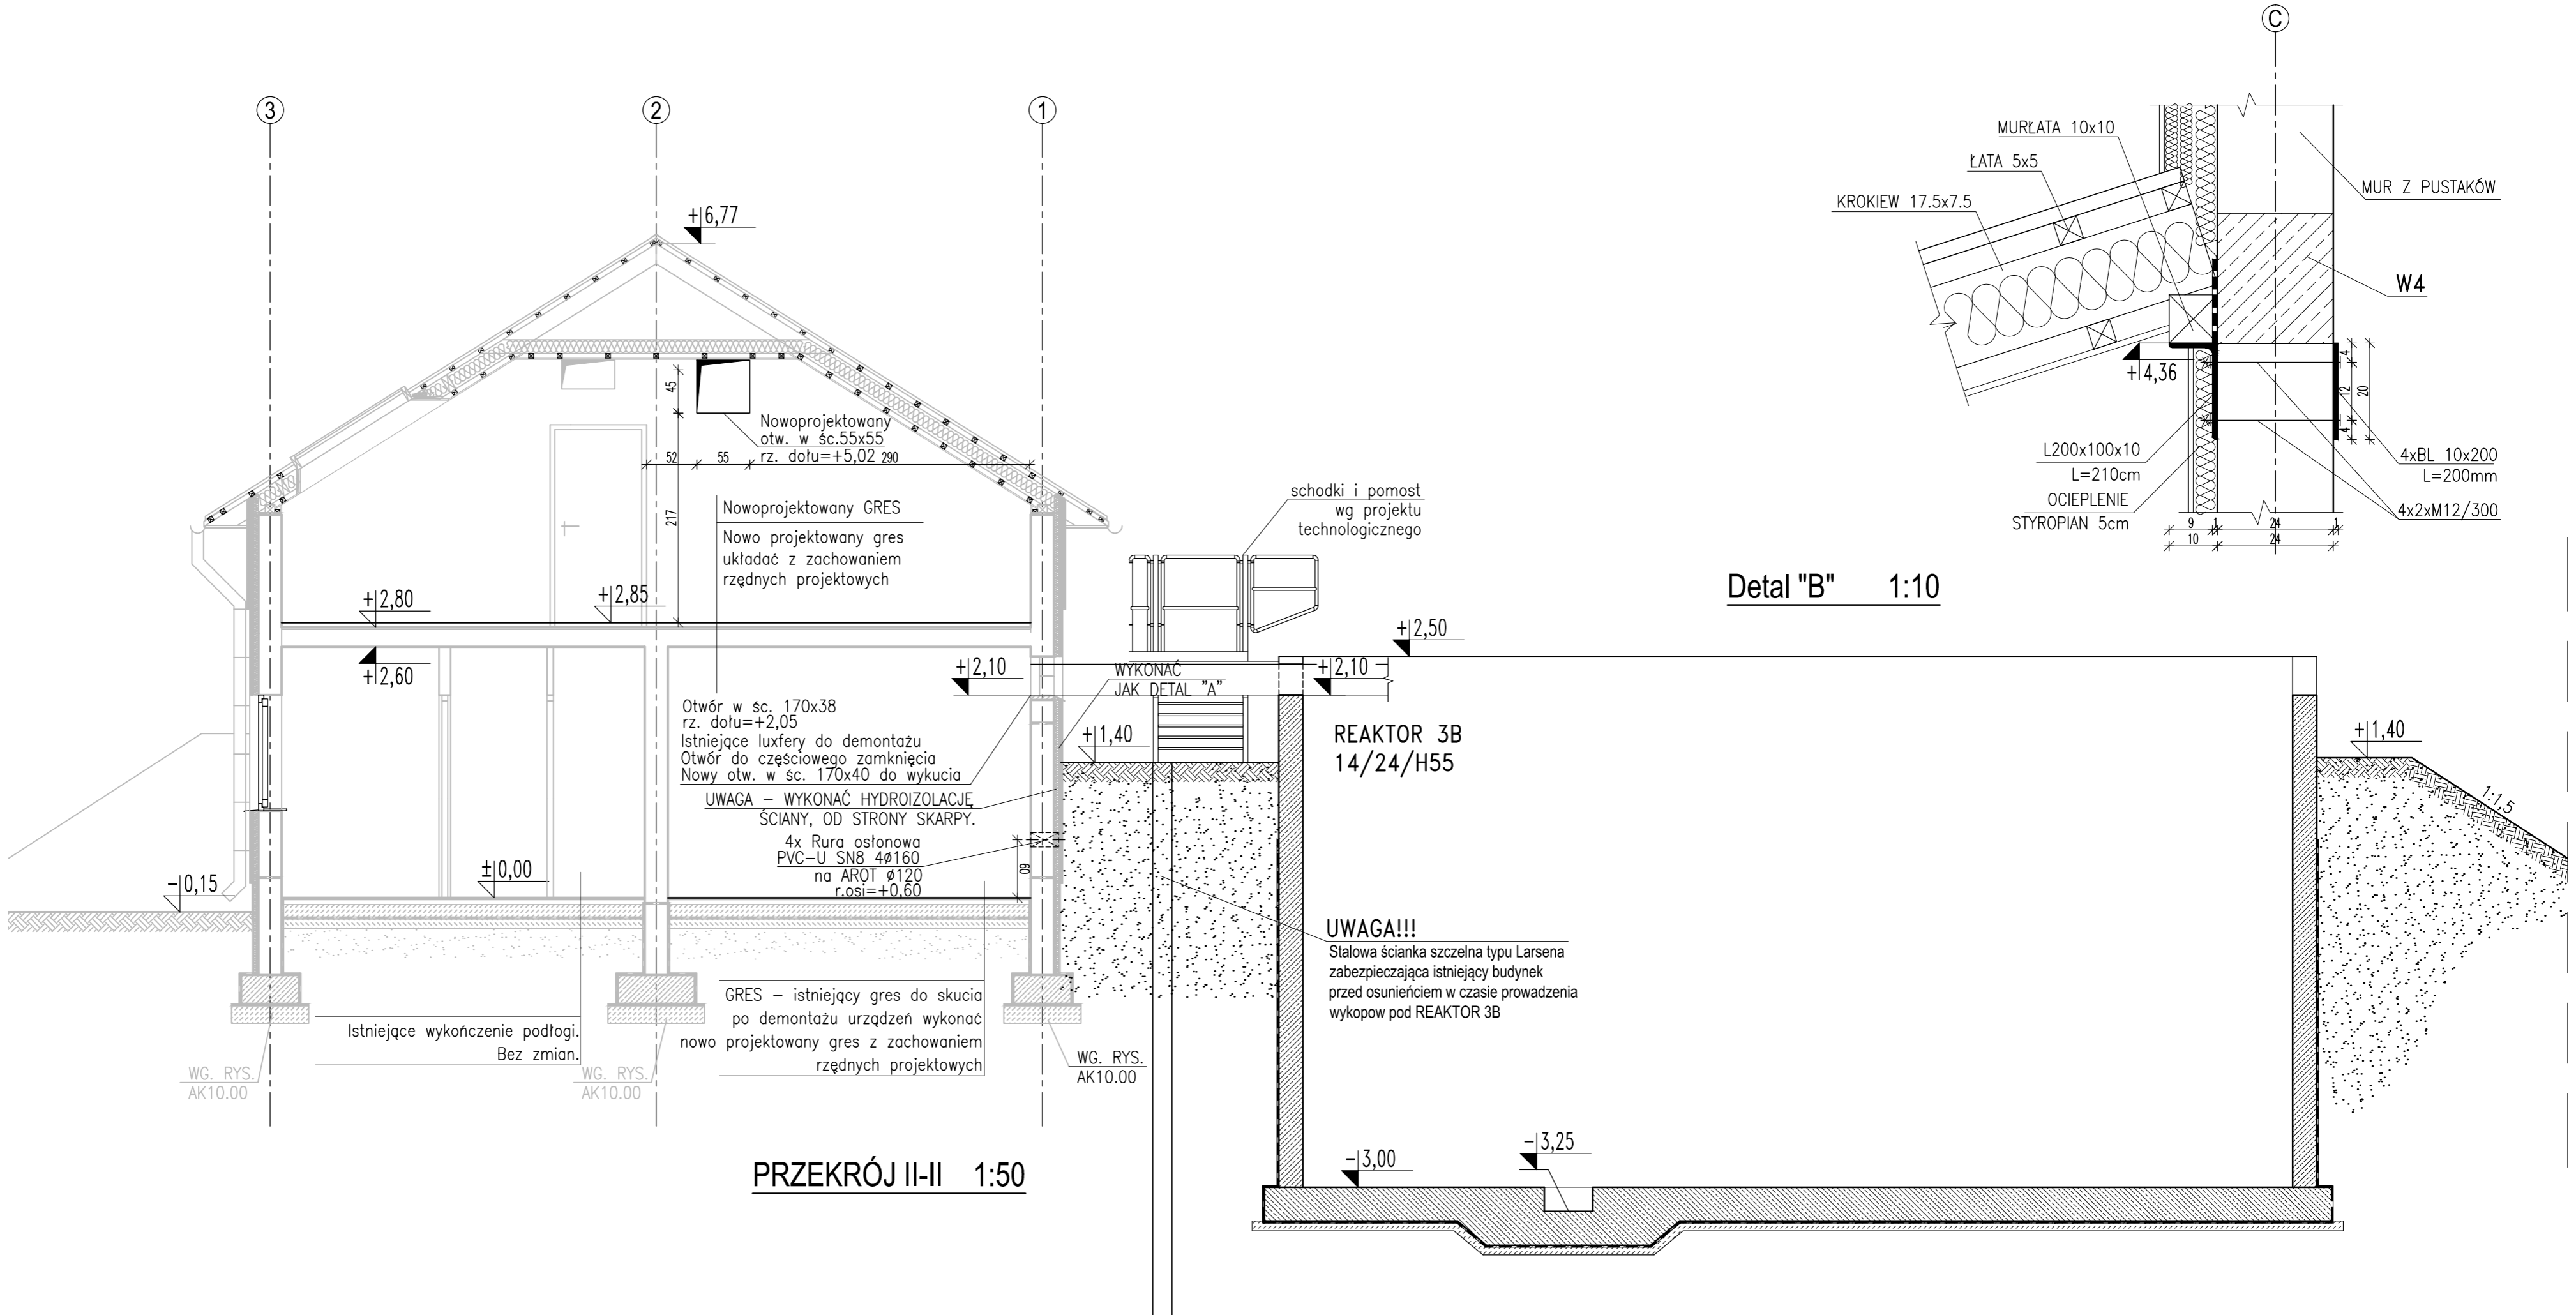 3
2
1
C
+6,77
45
Nowoprojektowany
otw. w śc.55x55
rz. dołu=+5,02
52
55
290
217
Nowoprojektowany GRES
Nowo projektowany gres
układać z zachowaniem
rzędnych projektowych
+2,80
+2,85
+2,60
+2,10
schodki i pomost
wg projektu
technologicznego
WYKONAĆ
JAK DETAL "A"
+2,10
+2,50
Otwór w śc. 170x38
rz. dołu=+2,05
Istniejące luxfery do demontażu
Otwór do częściowego zamknięcia
Nowy otw. w śc. 170x40 do wykucia
UWAGA – WYKONAĆ HYDROIZOLACJĘ
ŚCIANY, OD STRONY SKARPY.
4x Rura osłonowa
PVC-U SN8 4ø160
na AROT ø120
r.osi=+0,60
60
+1,40
REAKTOR 3B
14/24/H55
+1,40
1:1,5
-0,15
±0,00
UWAGA!!!
Stalowa ścianka szczelna typu Larsena
zabezpieczająca istniejący budynek
przed osunieńciem w czasie prowadzenia
wykopow pod REAKTOR 3B
Istniejące wykończenie podłogi.
Bez zmian.
GRES – istniejący gres do skucia
po demontażu urządzeń wykonać
nowo projektowany gres z zachowaniem
rzędnych projektowych
WG. RYS.
AK10.00
WG. RYS.
AK10.00
WG. RYS.
AK10.00
-3,00
-3,25
PRZEKRÓJ II-II 1:50
MURŁATA 10x10
ŁATA 5x5
KROKIEW 17.5x7.5
MUR Z PUSTAKÓW
W4
+4,36
4
12
4
20
L200x100x10
L=210cm
OCIEPLENIE
STYROPIAN 5cm
4xBL 10x200
L=200mm
4x2xM12/300
9
1
24
1
10
24
Detal "B" 1:10